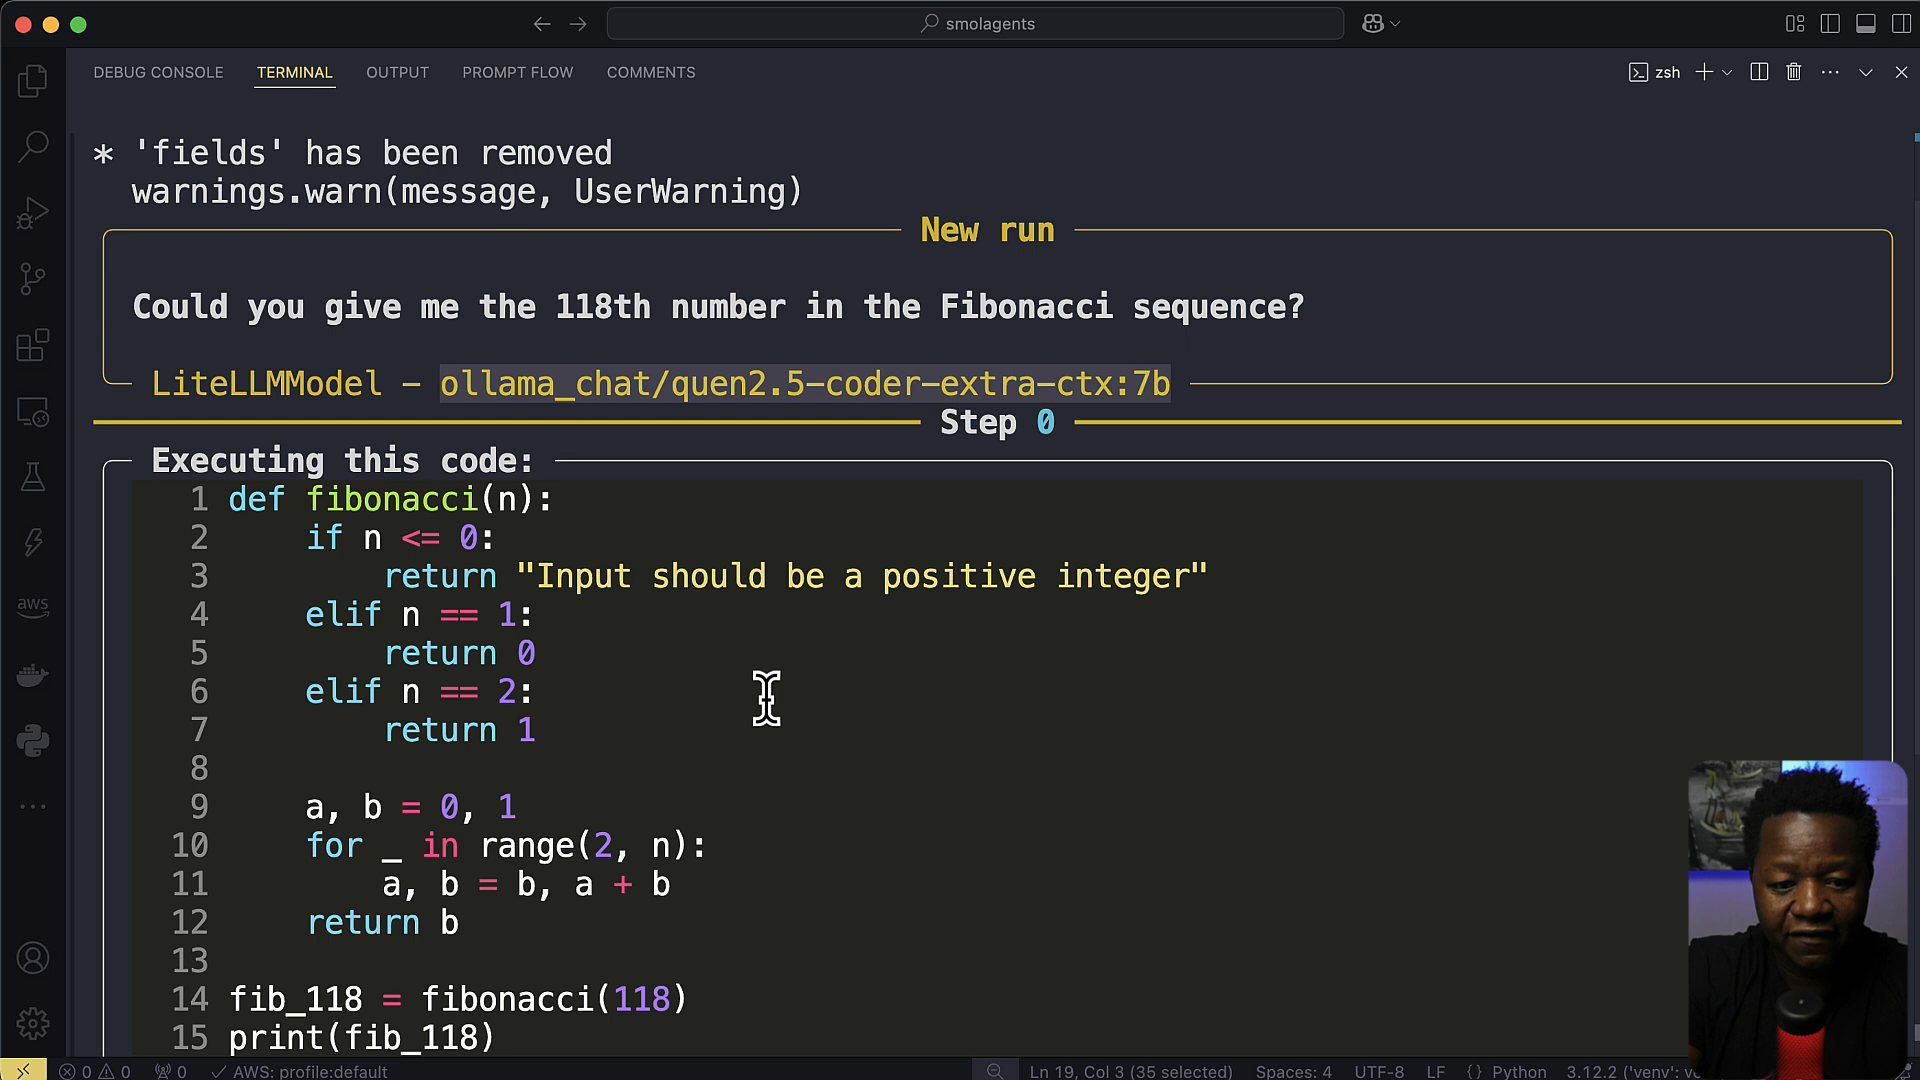 smolagents
DEBUG CONSOLE TERMINAL OUTPUT PROMPT FLOW COMMENTS zsh
* 'fields' has been removed
warnings.warn(message, UserWarning)
New run
Could you give me the 118th number in the Fibonacci sequence?
LiteLLMModel - ollama_chat/quen2.5-coder-extra-ctx:7b
Step 0
Executing this code:
1 def fibonacci(n):
2 if n <= 0:
3 return "Input should be a positive integer"
4 elif n == 1:
5 return 0
6 elif n == 2:
7 return 1
8
9 a, b = 0, 1
10 for _ in range(2, n):
11 a, b = b, a + b
12 return b
13
14 fib_118 = fibonacci(118)
15 print(fib_118)
aws
0 0 0 AWS: profile:default Ln 19, Col 3 (35 selected) Spaces: 4 UTF-8 LF {} Python 3.12.2 ('venv':